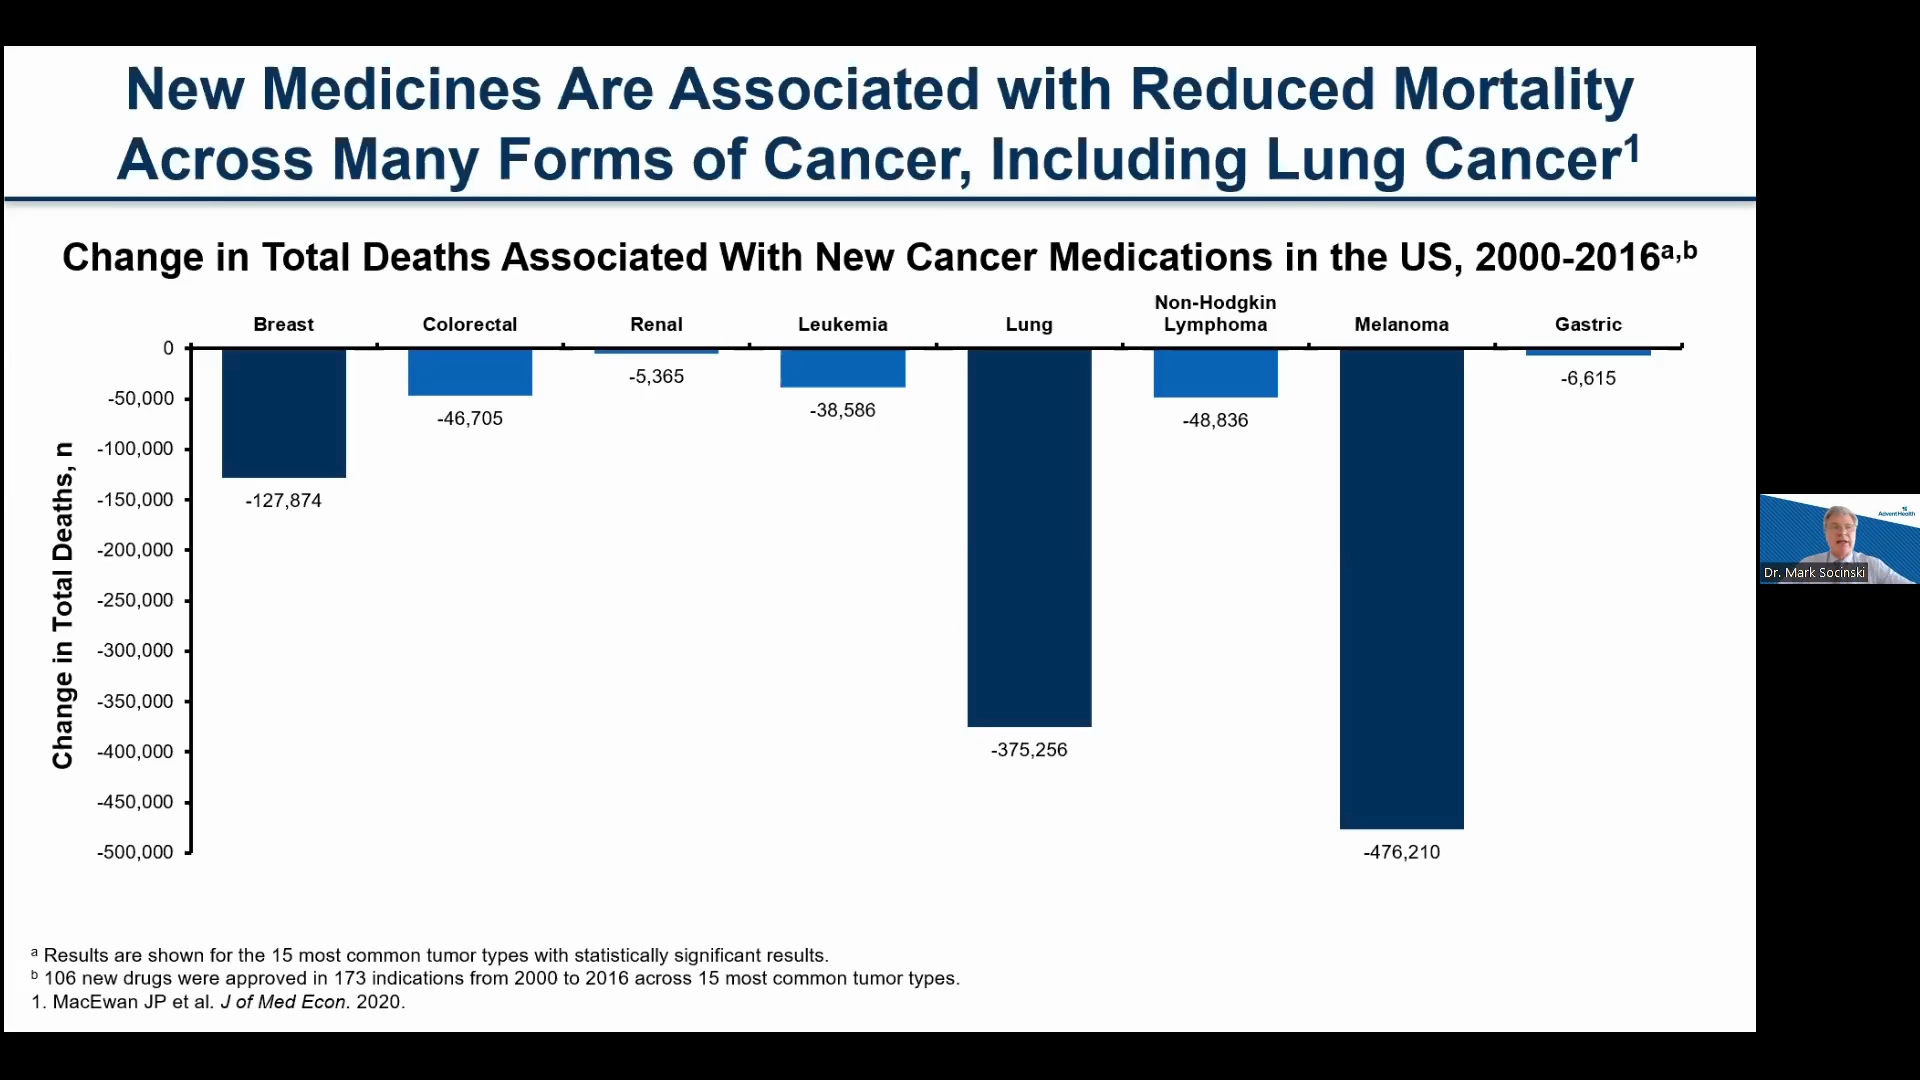 New Medicines Are Associated with Reduced Mortality
Across Many Forms of Cancer, Including Lung Cancer¹
Change in Total Deaths Associated With New Cancer Medications in the US, 2000-2016ᵃ,ᵇ
Breast
Colorectal
Renal
Leukemia
Lung
Non-Hodgkin
Lymphoma
Melanoma
Gastric
Change in Total Deaths, n
0
-50,000
-100,000
-150,000
-200,000
-250,000
-300,000
-350,000
-400,000
-450,000
-500,000
-127,874
-46,705
-5,365
-38,586
-375,256
-48,836
-476,210
-6,615
AdventHealth
Dr. Mark Socinski
ᵃ Results are shown for the 15 most common tumor types with statistically significant results.
ᵇ 106 new drugs were approved in 173 indications from 2000 to 2016 across 15 most common tumor types.
1. MacEwan JP et al. J of Med Econ. 2020.